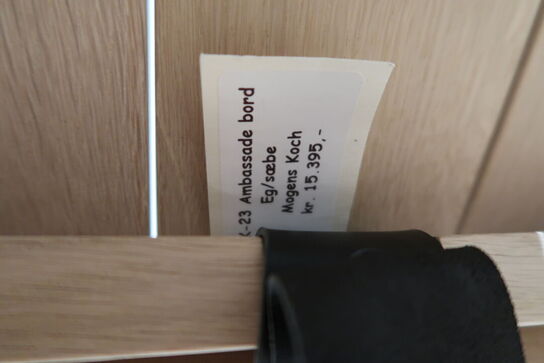 -23 Ambassade bord
Eg/sæbe
Mogens Koch
kr. 15.395,-